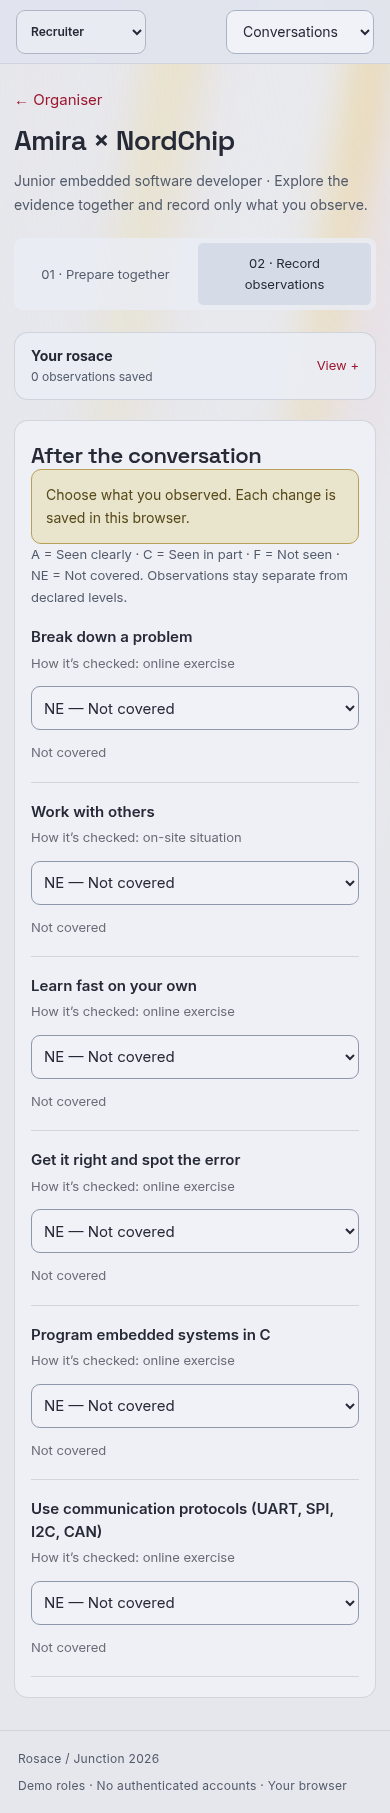 Recruiter
Conversations
← Organiser
Amira × NordChip
Junior embedded software developer · Explore the
evidence together and record only what you observe.
01 · Prepare together
02 · Record
observations
Your rosace
0 observations saved
View +
After the conversation
Choose what you observed. Each change is
saved in this browser.
A = Seen clearly · C = Seen in part · F = Not seen ·
NE = Not covered. Observations stay separate from
declared levels.
Break down a problem
How it’s checked: online exercise
NE — Not covered
Not covered
Work with others
How it’s checked: on-site situation
NE — Not covered
Not covered
Learn fast on your own
How it’s checked: online exercise
NE — Not covered
Not covered
Get it right and spot the error
How it’s checked: online exercise
NE — Not covered
Not covered
Program embedded systems in C
How it’s checked: online exercise
NE — Not covered
Not covered
Use communication protocols (UART, SPI,
I2C, CAN)
How it’s checked: online exercise
NE — Not covered
Not covered
Rosace / Junction 2026
Demo roles · No authenticated accounts · Your browser